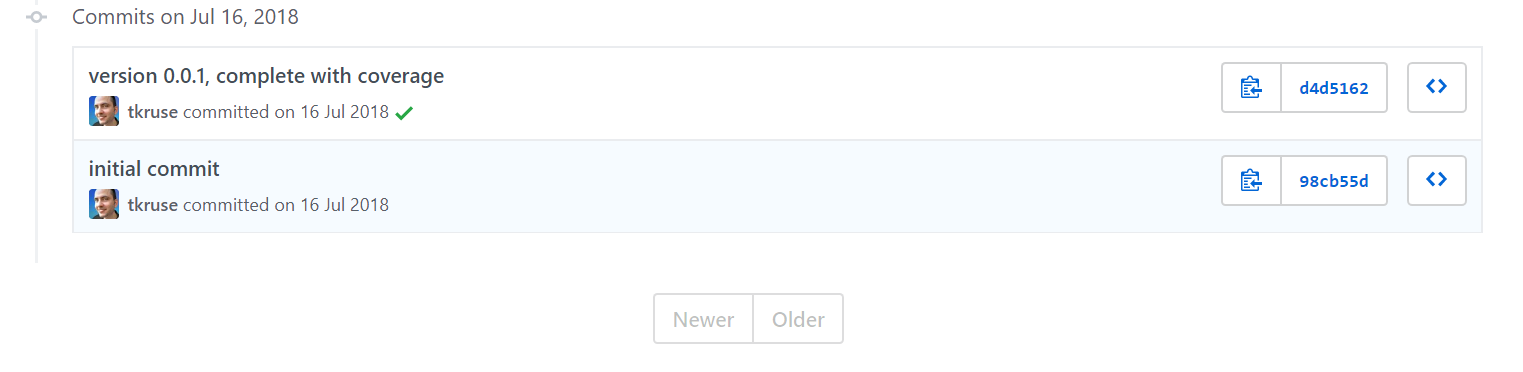 Commits on Jul 16, 2018
version 0.0.1, complete with coverage
d4d5162
tkruse committed on 16 Jul 2018
initial commit
98cb55d
tkruse committed on 16 Jul 2018
Newer Older